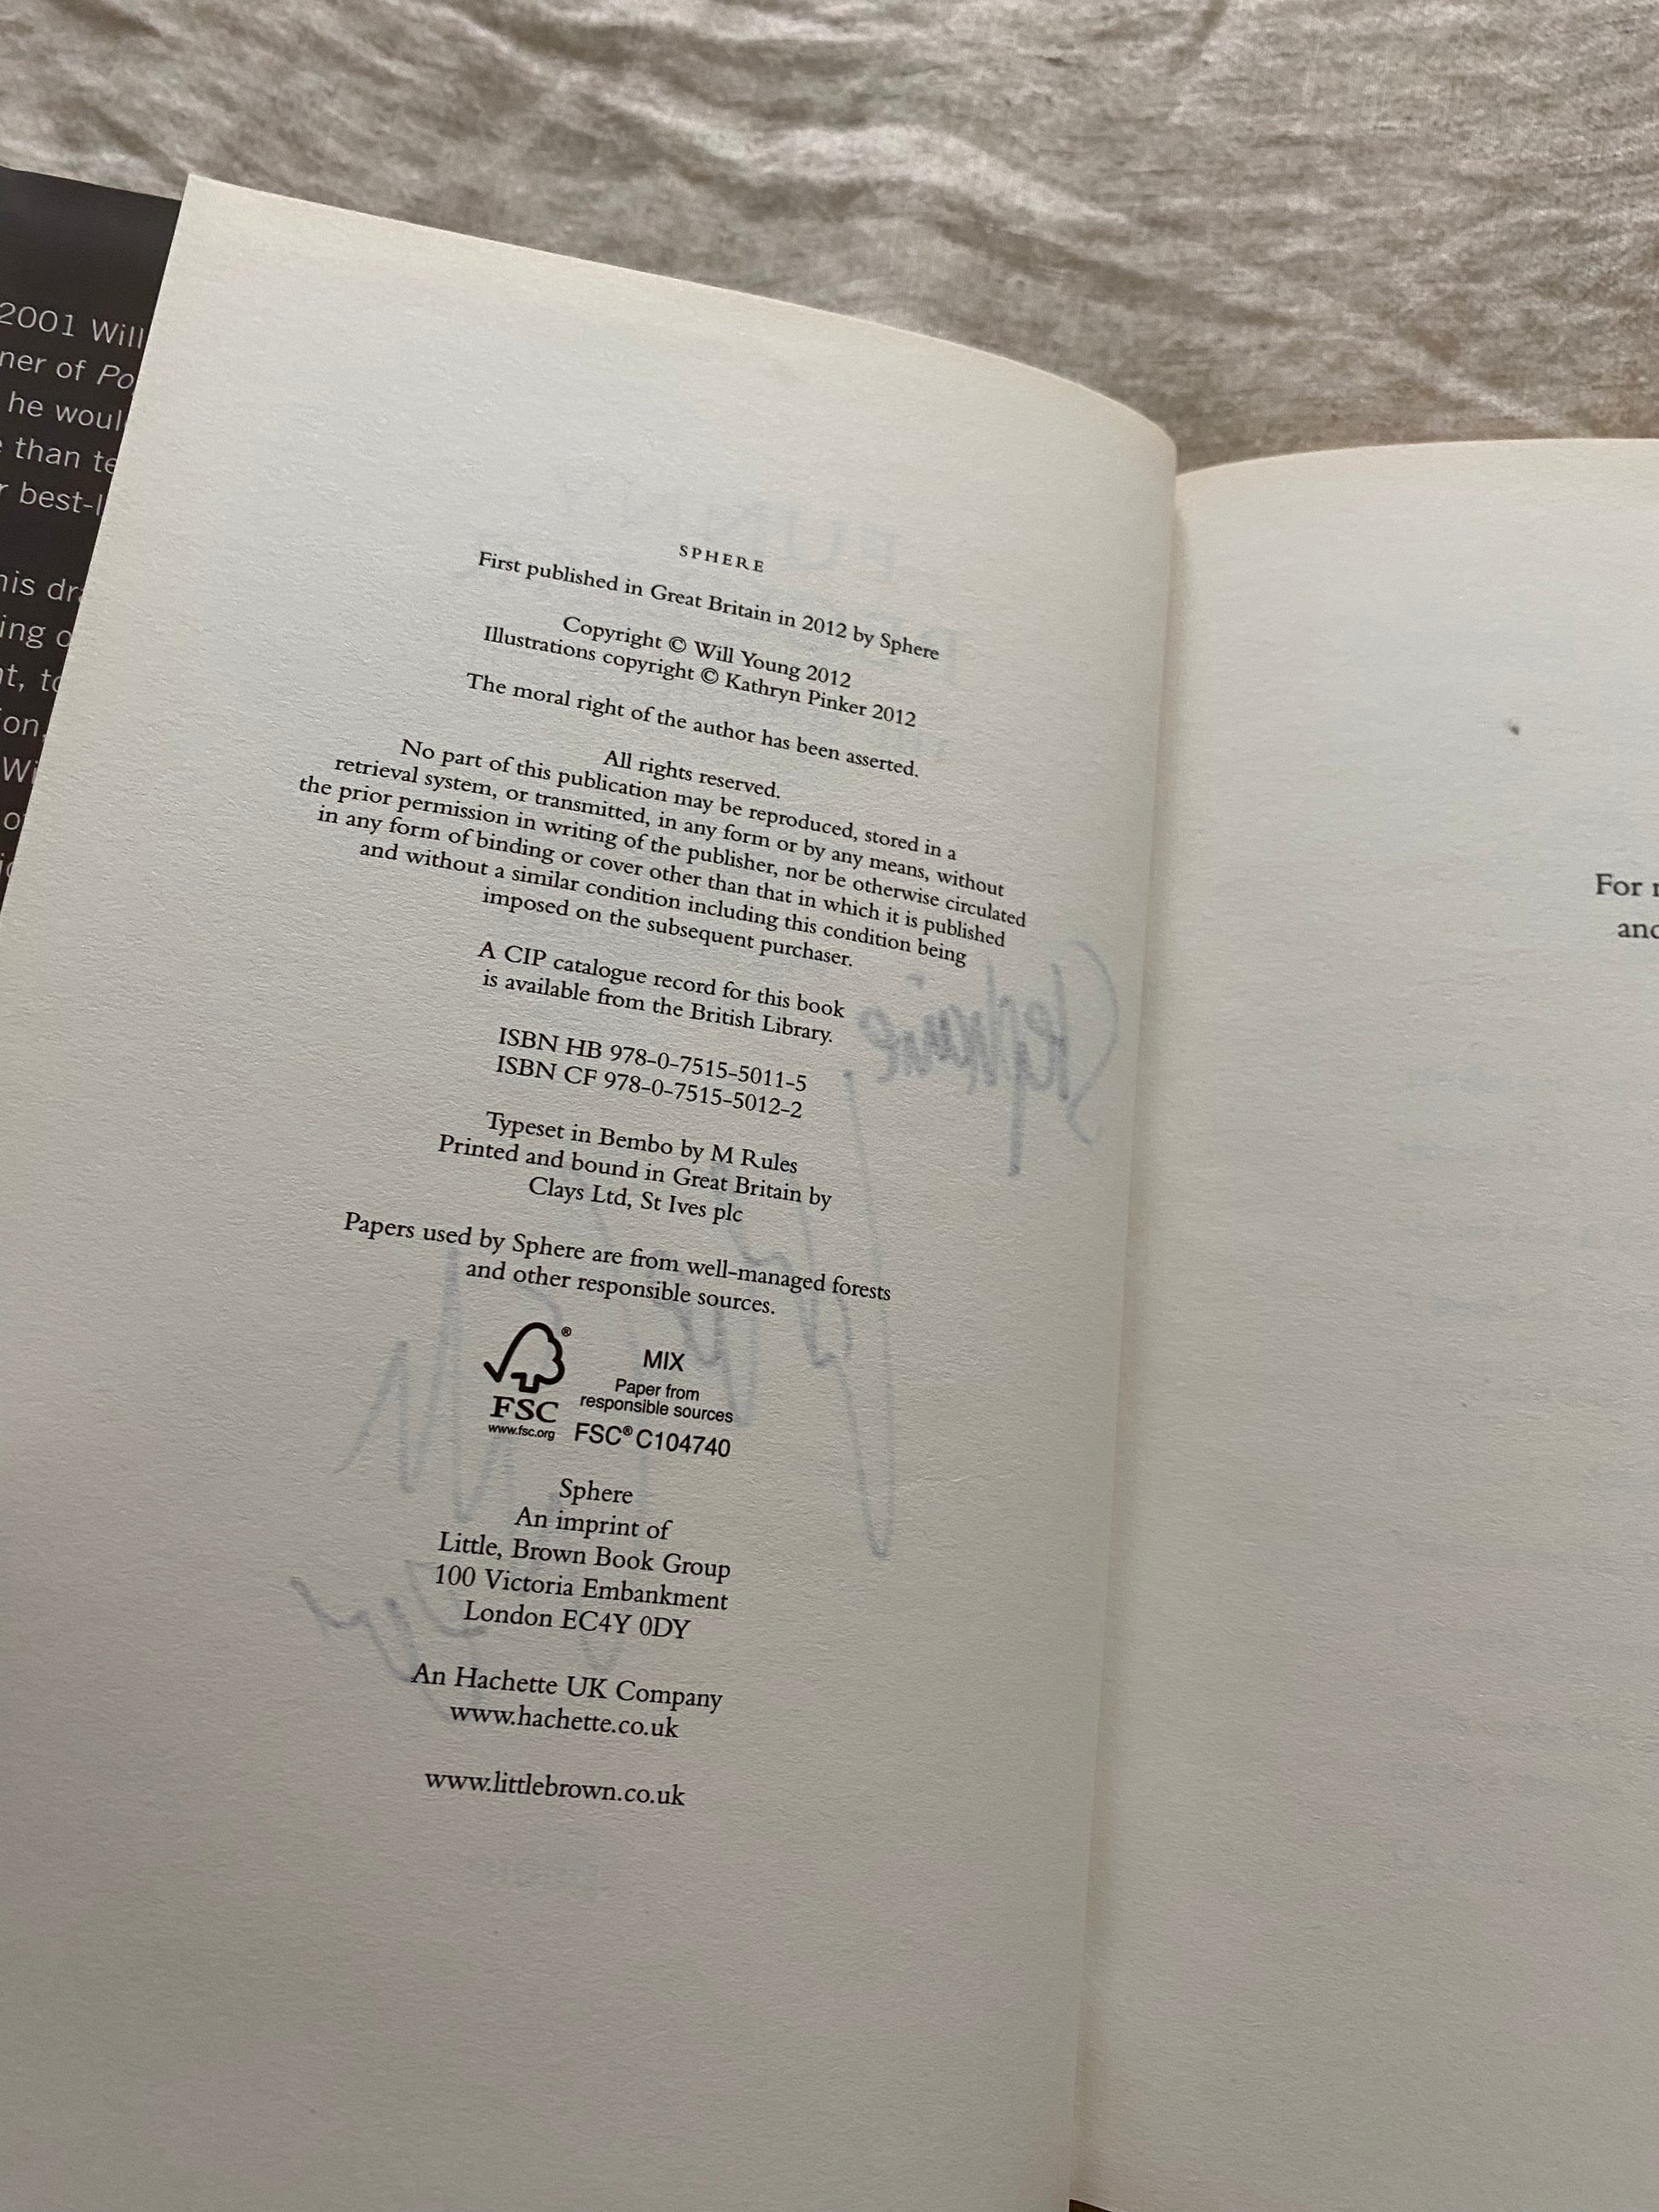 2001 Will
ner of Po
he would
than te
r best-l
his dra
ing o
nt, to
ion,
Wi
SPHERE
First published in Great Britain in 2012 by Sphere
Copyright © Will Young 2012
Illustrations copyright © Kathryn Pinker 2012
The moral right of the author has been asserted.
All rights reserved.
No part of this publication may be reproduced, stored in a
retrieval system, or transmitted, in any form or by any means, without
the prior permission in writing of the publisher, nor be otherwise circulated
in any form of binding or cover other than that in which it is published
and without a similar condition including this condition being
imposed on the subsequent purchaser.
A CIP catalogue record for this book
is available from the British Library.
ISBN HB 978-0-7515-5011-5
ISBN CF 978-0-7515-5012-2
Typeset in Bembo by M Rules
Printed and bound in Great Britain by
Clays Ltd, St Ives plc
Papers used by Sphere are from well-managed forests
and other responsible sources.
MIX
Paper from
responsible sources
FSC® C104740
FSC
www.fsc.org
Sphere
An imprint of
Little, Brown Book Group
100 Victoria Embankment
London EC4Y 0DY
An Hachette UK Company
www.hachette.co.uk
www.littlebrown.co.uk
Stephanie,
For
and